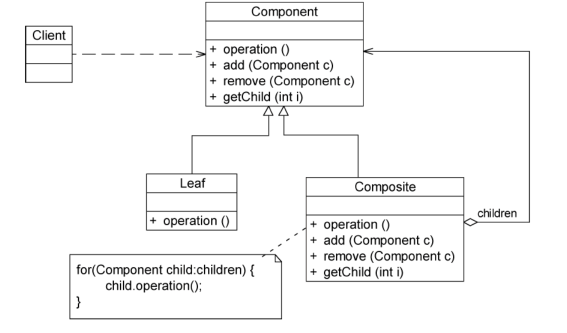 Component
Client
+ operation ()
+ add (Component c)
+ remove (Component c)
+ getChild (int i)
Leaf
+ operation ()
Composite
children
+ operation ()
+ add (Component c)
+ remove (Component c)
+ getChild (int i)
for(Component child:children) {
child.operation();
}